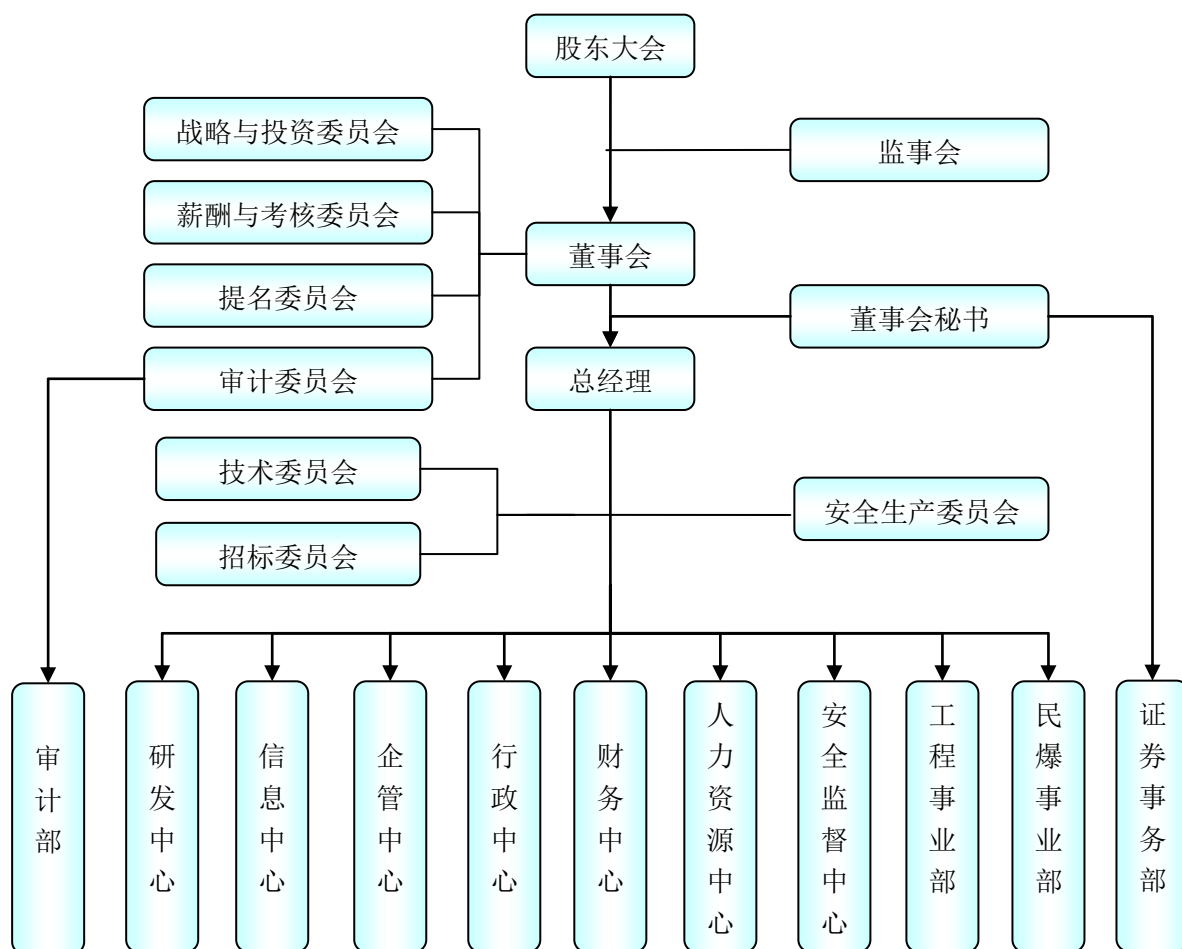 股东大会
战略与投资委员会
监事会
薪酬与考核委员会
董事会
提名委员会
董事会秘书
审计委员会
总经理
技术委员会
安全生产委员会
招标委员会
审计部
研发中心
信息中心
企管中心
行政中心
财务中心
人力资源中心
安全监督中心
工程事业部
民爆事业部
证券事务部